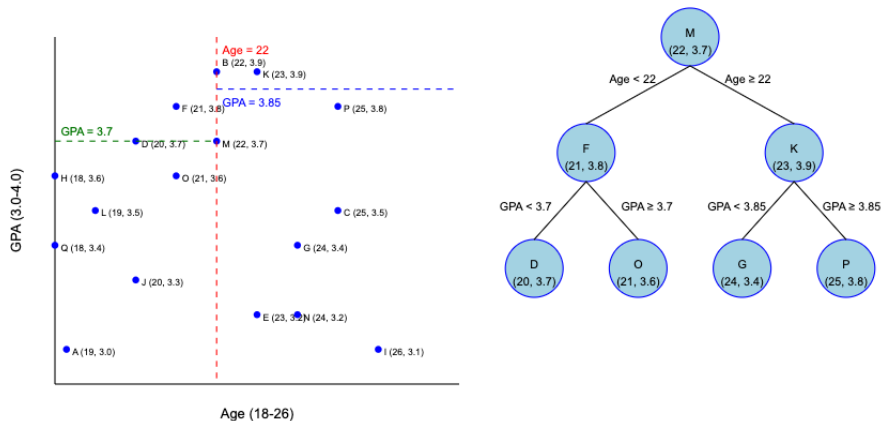 Age = 22
B (22, 3.9)
K (23, 3.9)
GPA = 3.85
F (21, 3.8)
P (25, 3.8)
GPA = 3.7
D (20, 3.7)
M (22, 3.7)
H (18, 3.6)
O (21, 3.6)
L (19, 3.5)
C (25, 3.5)
Q (18, 3.4)
G (24, 3.4)
J (20, 3.3)
E (23, 3.2)
N (24, 3.2)
A (19, 3.0)
I (26, 3.1)
GPA (3.0-4.0)
Age (18-26)
M
(22, 3.7)
Age < 22
Age ≥ 22
F
(21, 3.8)
K
(23, 3.9)
GPA < 3.7
GPA ≥ 3.7
GPA < 3.85
GPA ≥ 3.85
D
(20, 3.7)
O
(21, 3.6)
G
(24, 3.4)
P
(25, 3.8)